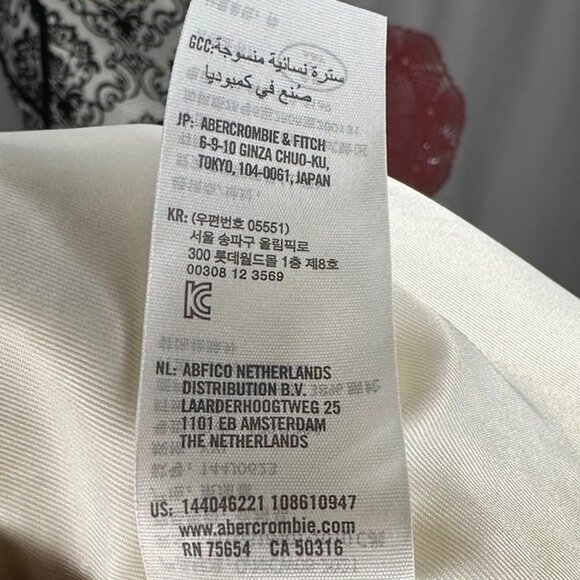 GCC: سترة نسائية منسوجة
صُنع في كمبوديا
JP: ABERCROMBIE & FITCH
6-9-10 GINZA CHUO-KU,
TOKYO, 104-0061, JAPAN
KR: (우편번호 05551)
서울 송파구 올림픽로
300 롯데월드몰 1층 제8호
00308 12 3569
NL: ABFICO NETHERLANDS
DISTRIBUTION B.V.
LAARDERHOOGTWEG 25
1101 EB AMSTERDAM
THE NETHERLANDS
US: 144046221 108610947
www.abercrombie.com
RN 75654 CA 50316